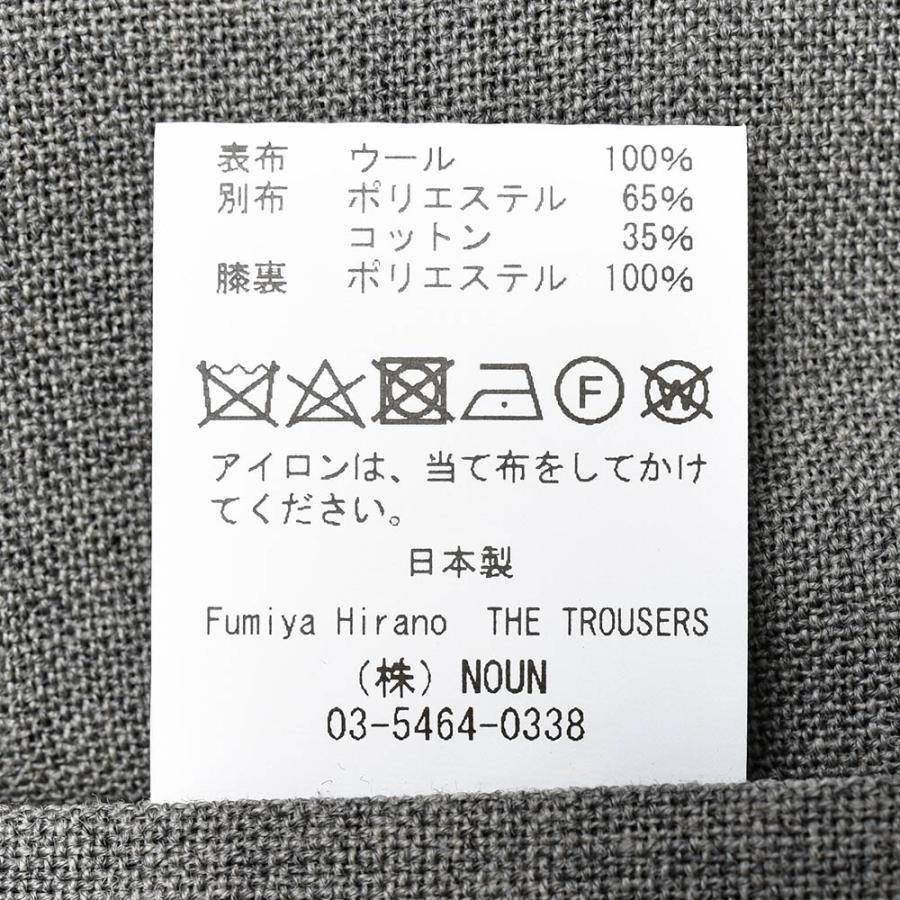 表布 ウール 100%
別布 ポリエステル 65%
コットン 35%
膝裏 ポリエステル 100%
F W
アイロンは、当て布をしてかけ
てください。
日本製
Fumiya Hirano THE TROUSERS
(株) NOUN
03-5464-0338